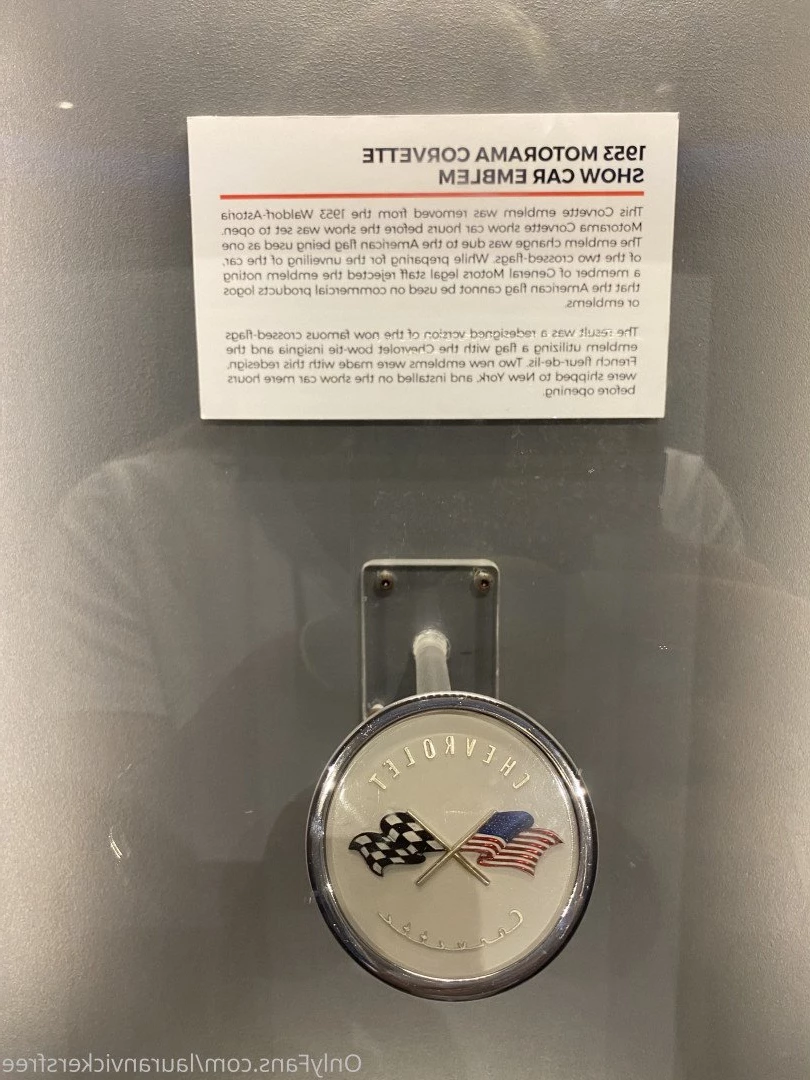 1953 MOTORAMA CORVETTE
SHOW CAR EMBLEM
This Corvette emblem was removed from the 1953 Waldorf-Astoria
Motorama Corvette show car hours before the show was set to open.
The emblem change was due to the American flag being used as one
of the two crossed-flags. While preparing for the unveiling of the car,
a member of General Motors legal staff rejected the emblem noting
that the American flag cannot be used on commercial products logos
or emblems.
The result was a redesigned version of the now famous crossed-flags
emblem utilizing a flag with the Chevrolet bow-tie insignia and the
French fleur-de-lis. Two new emblems were made with this redesign,
were shipped to New York, and installed on the show car mere hours
before opening.
CHEVROLET
Corvette
OnlyFans.com/lauranvickersfree